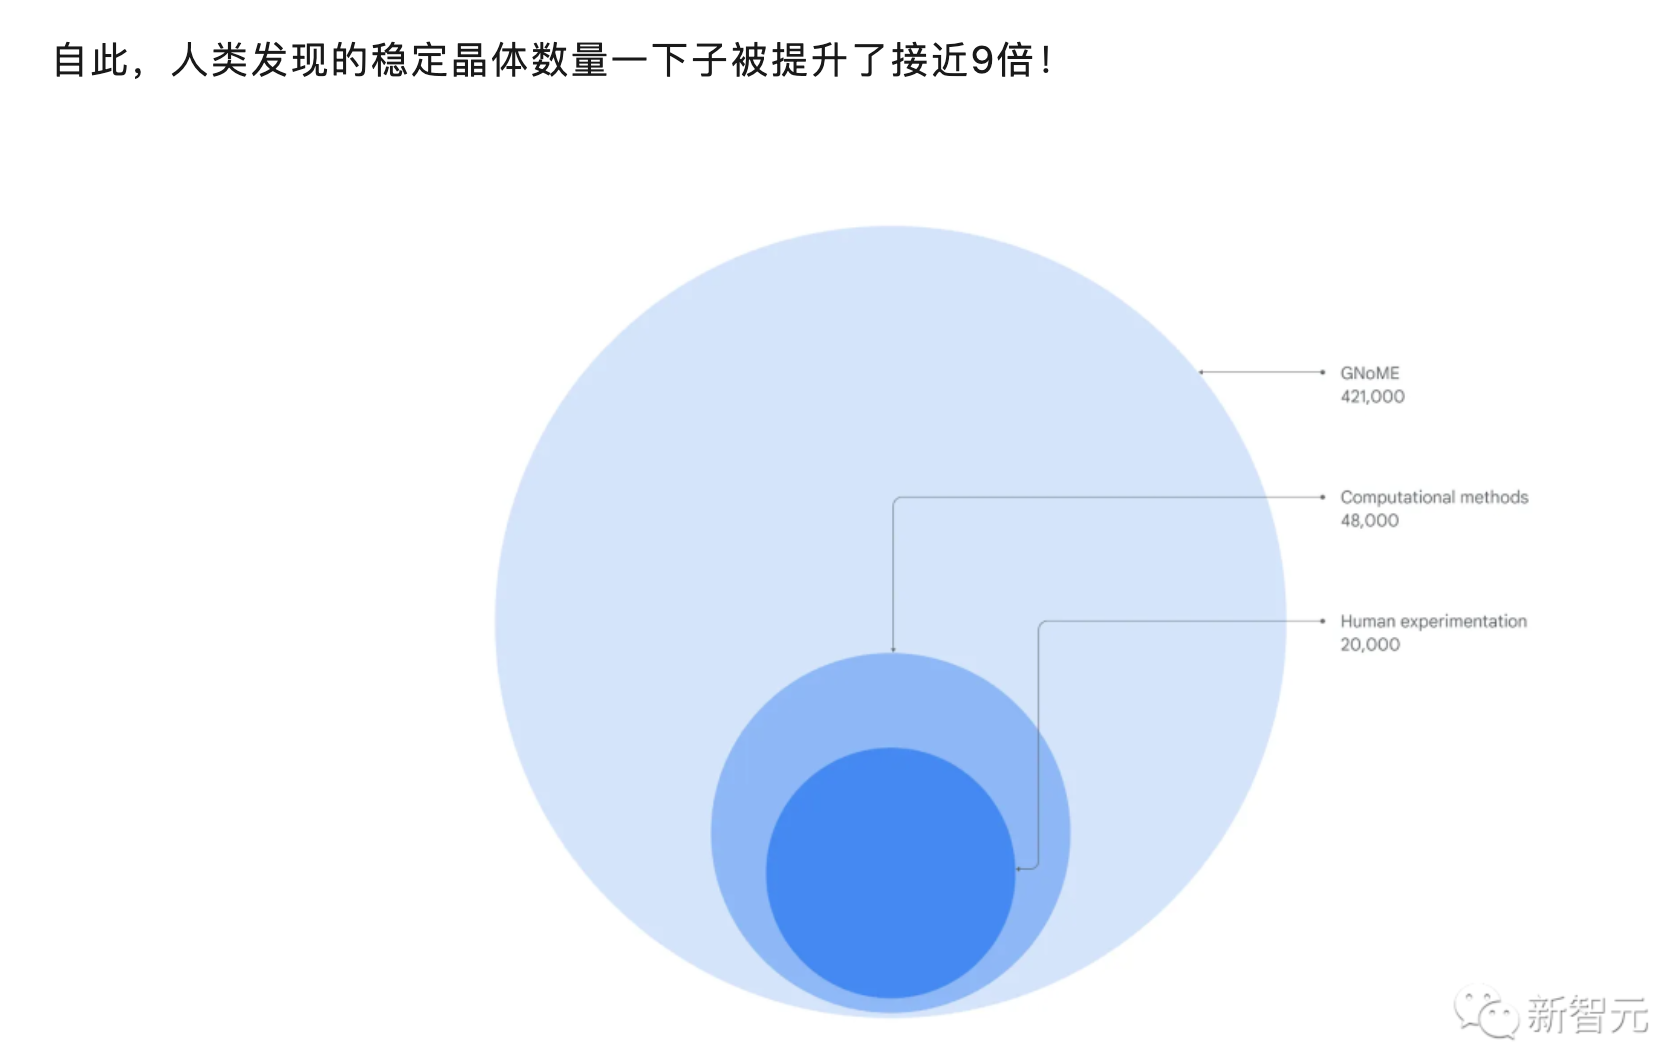 自此，人类发现的稳定晶体数量一下子被提升了接近9倍！
GNoME
421,000
Computational methods
48,000
Human experimentation
20,000
新智元